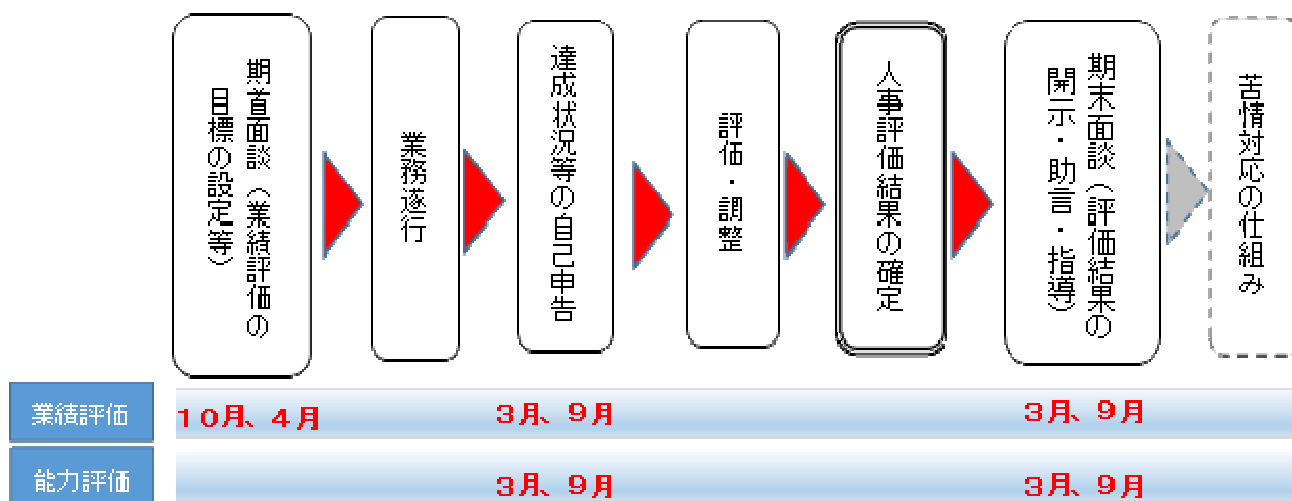 期首面談（業績評価の
目標の設定等）
業務遂行
達成状況等の自己申告
評価・調整
人事評価結果の確定
期末面談（評価結果の
開示・助言・指導）
苦情対応の仕組み
業績評価
１０月、４月
３月、９月
３月、９月
能力評価
３月、９月
３月、９月